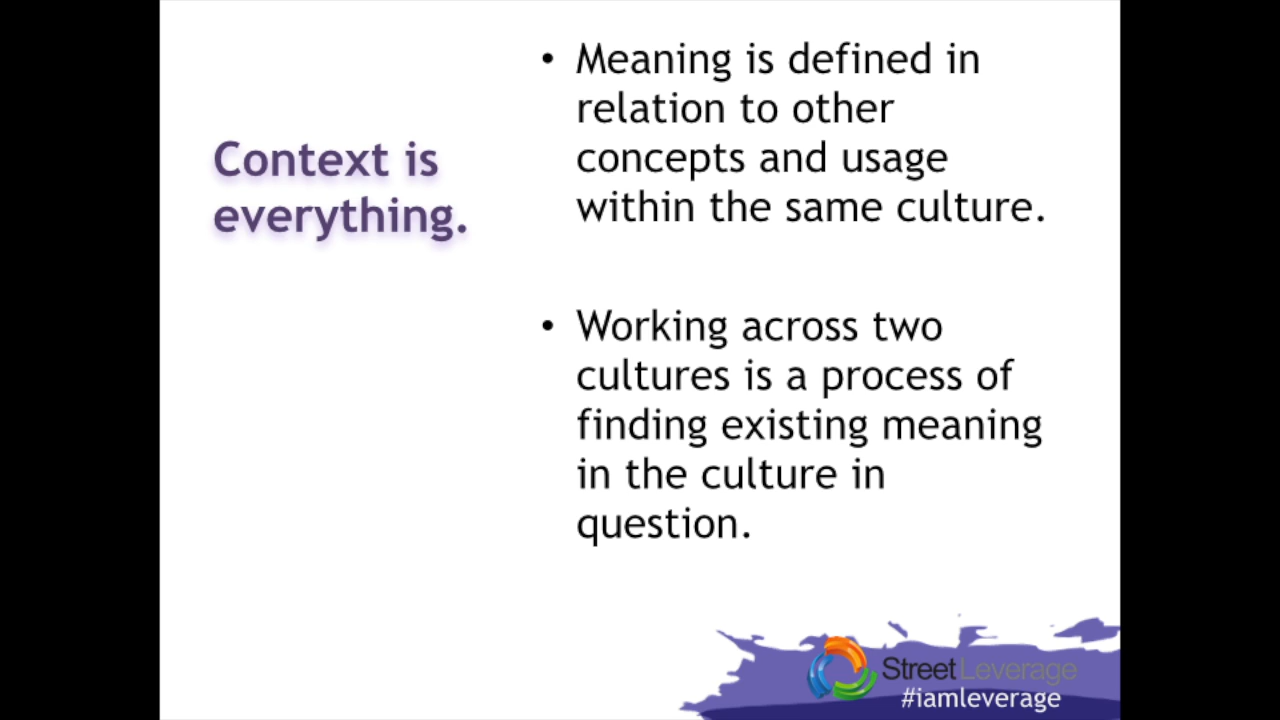 Context is
everything.
• Meaning is defined in
relation to other
concepts and usage
within the same culture.
• Working across two
cultures is a process of
finding existing meaning
in the culture in
question.
StreetLeverage
#iamleverage